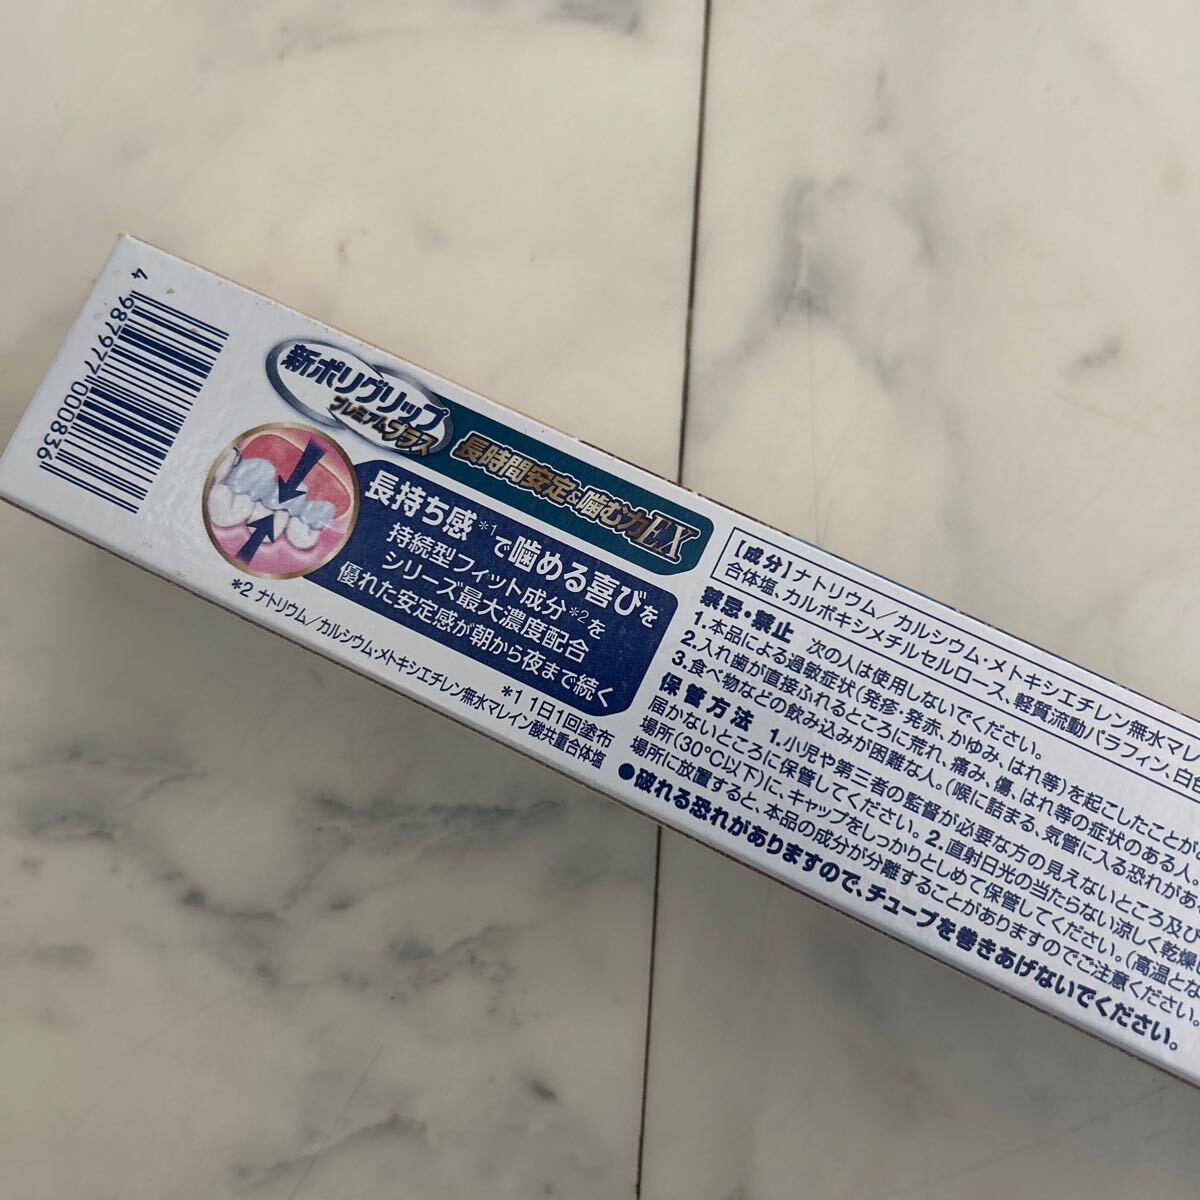 4 987977 000836
新ポリグリップ
プレミアムプラス
長時間安定&噛む力EX
長持ち感*1で噛める喜びを
持続型フィット成分*2を
シリーズ最大濃度配合
優れた安定感が朝から夜まで続く
*1 1日1回塗布
*2 ナトリウム/カルシウム・メトキシエチレン無水マレイン酸共重合体塩
【成分】ナトリウム/カルシウム・メトキシエチレン無水マレイ
合体塩、カルボキシメチルセルロース、軽質流動パラフィン、白色
禁忌・禁止 次の人は使用しないでください。
1.本品による過敏症状(発疹・発赤、かゆみ、はれ等)を起こしたことが
2.入れ歯が直接ふれるところに荒れ、痛み、傷、はれ等の症状のある人。
3.食べ物などの飲み込みが困難な人。(喉に詰まる、気管に入る恐れがあ
保管方法 1.小児や第三者の監督が必要な方の見えないところ及び
届かないところに保管してください。2.直射日光の当たらない涼しく乾燥
場所(30°C以下)に、キャップをしっかりとしめて保管してください。(高温とな
場所に放置すると、本品の成分が分離することがありますのでご注意ください。
●破れる恐れがありますので、チューブを巻きあげないでください。